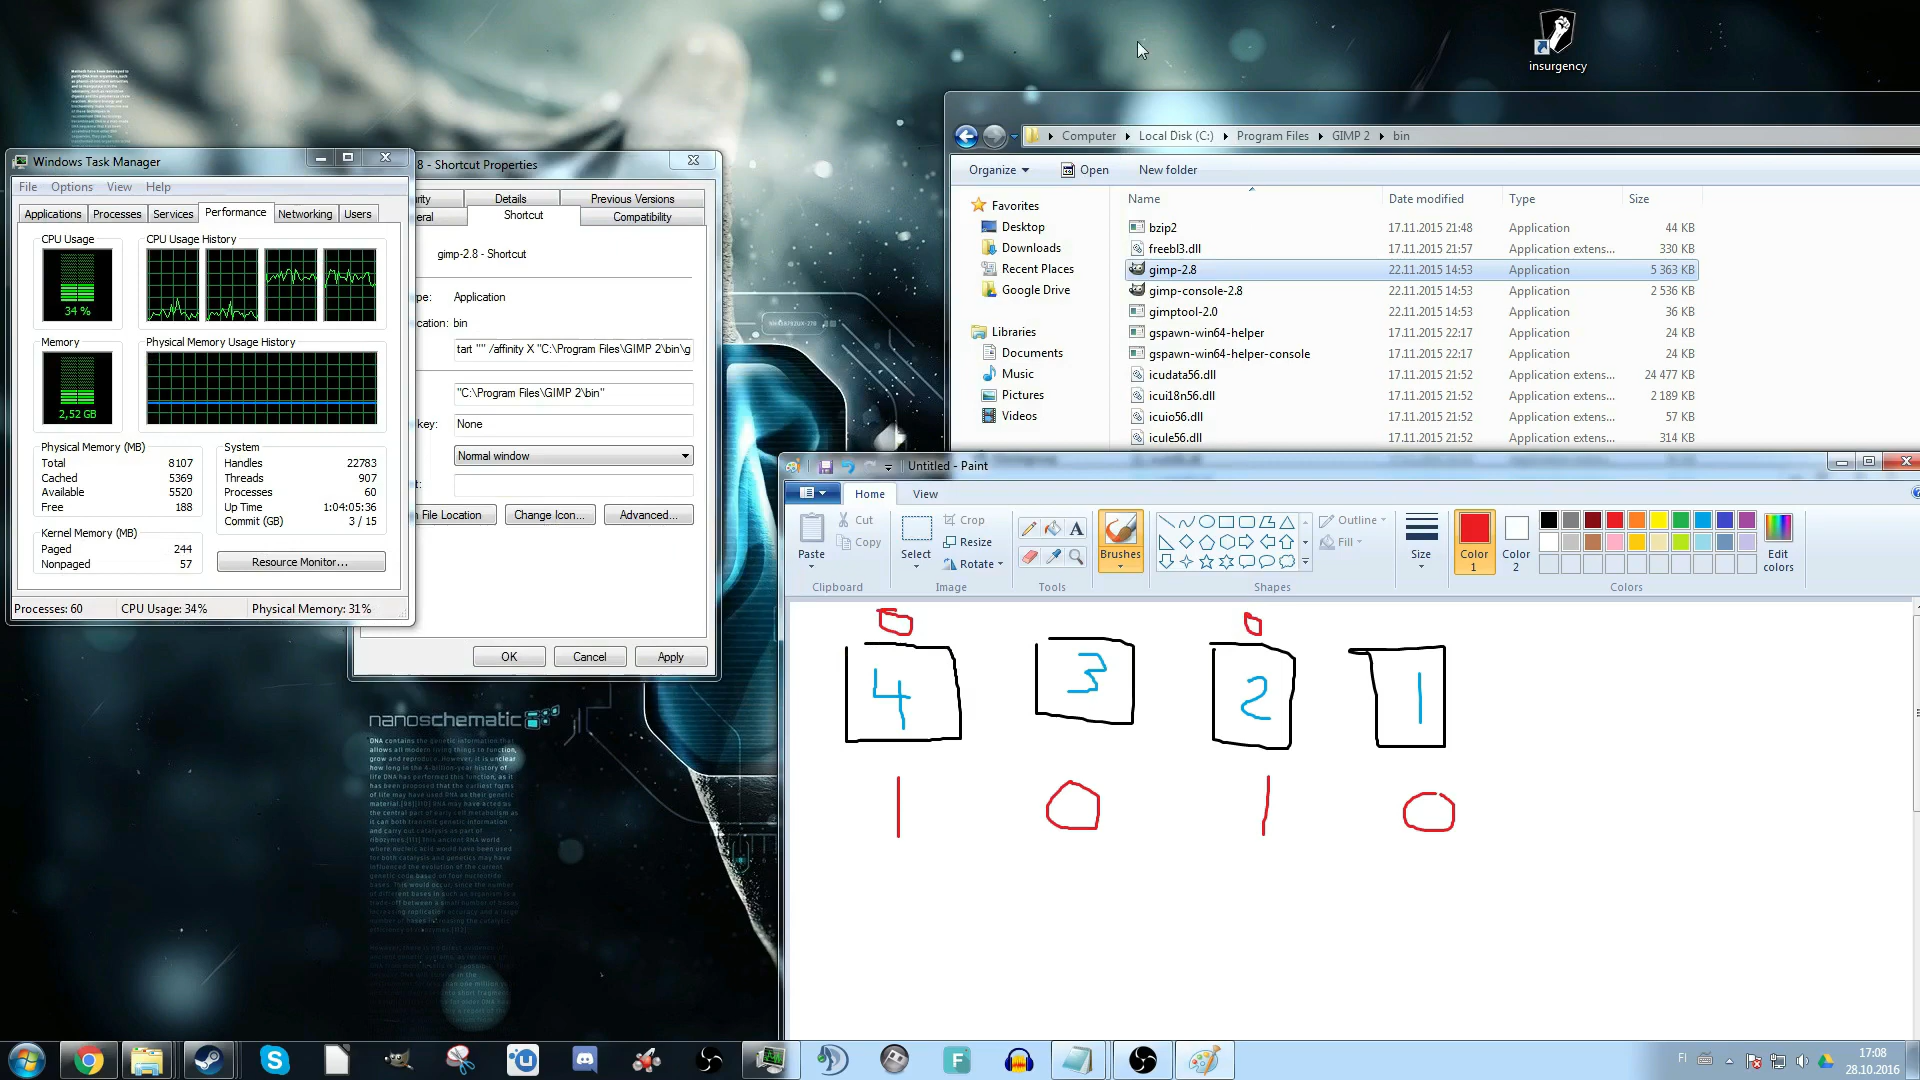 insurgency
Windows Task Manager
File Options View Help
Applications Processes Services Performance Networking Users
CPU Usage CPU Usage History
34 %
Memory Physical Memory Usage History
2,52 GB
Physical Memory (MB)
Total 8107
Cached 5369
Available 5520
Free 188
Kernel Memory (MB)
Paged 244
Nonpaged 57
System
Handles 22783
Threads 907
Processes 60
Up Time 1:04:05:36
Commit (GB) 3 / 15
Resource Monitor...
Processes: 60 CPU Usage: 34% Physical Memory: 31%
8 - Shortcut Properties
rity Details Previous Versions
eral Shortcut Compatibility
gimp-2.8 - Shortcut
pe: Application
cation: bin
tart "" /affinity X "C:\Program Files\GIMP 2\bin\g
"C:\Program Files\GIMP 2\bin"
key: None
Normal window
t:
n File Location Change Icon... Advanced...
OK Cancel Apply
Computer Local Disk (C:) Program Files GIMP 2 bin
Organize Open New folder
Favorites
Desktop
Downloads
Recent Places
Google Drive
Libraries
Documents
Music
Pictures
Videos
Name Date modified Type Size
bzip2 17.11.2015 21:48 Application 44 KB
freebl3.dll 17.11.2015 21:57 Application extens... 330 KB
gimp-2.8 22.11.2015 14:53 Application 5 363 KB
gimp-console-2.8 22.11.2015 14:53 Application 2 536 KB
gimptool-2.0 22.11.2015 14:53 Application 36 KB
gspawn-win64-helper 17.11.2015 22:17 Application 24 KB
gspawn-win64-helper-console 17.11.2015 22:17 Application 24 KB
icudata56.dll 17.11.2015 21:52 Application extens... 24 477 KB
icui18n56.dll 17.11.2015 21:52 Application extens... 2 189 KB
icuio56.dll 17.11.2015 21:52 Application extens... 57 KB
icule56.dll 17.11.2015 21:52 Application extens... 314 KB
Untitled - Paint
Home View
Paste Cut Copy
Clipboard
Select Crop Resize Rotate
Image
Tools
Brushes
Outline Fill
Shapes
Size
Color 1
Color 2
Edit colors
Colors
0 0
4 3 2 1
1 0 1 0
nanoschematic
FI
17:08
28.10.2016